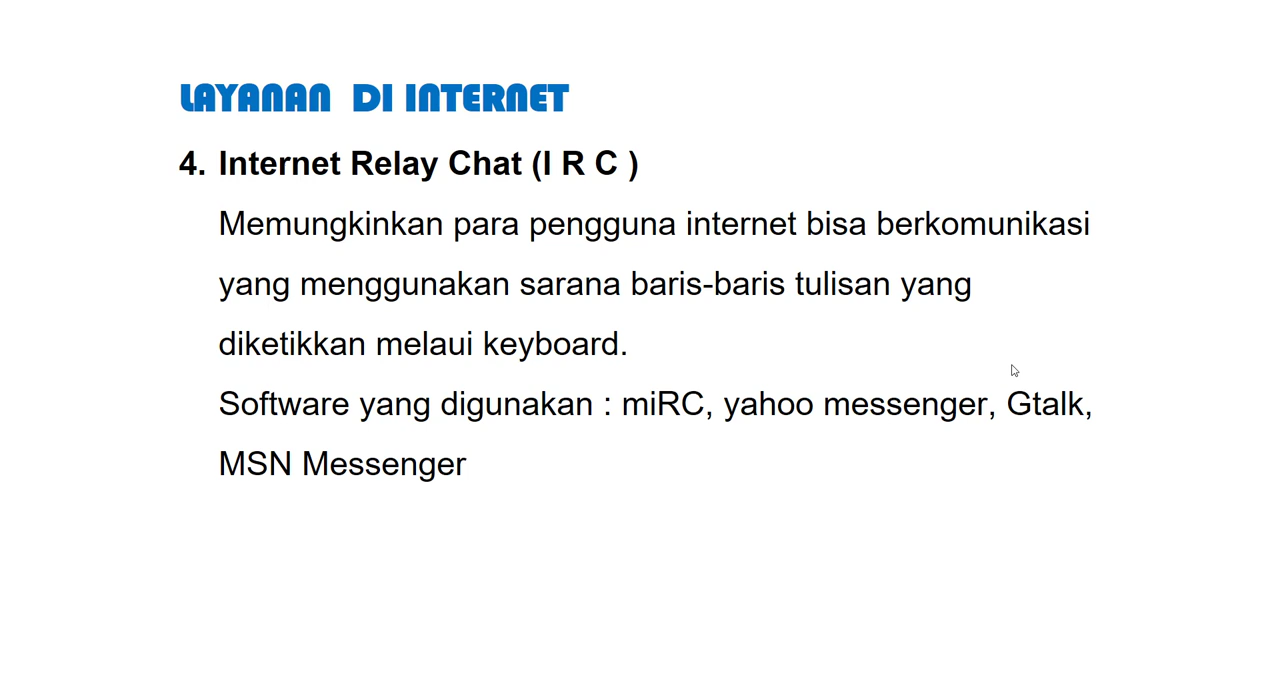 LAYANAN DI INTERNET
4. Internet Relay Chat (I R C )
Memungkinkan para pengguna internet bisa berkomunikasi
yang menggunakan sarana baris-baris tulisan yang
diketikkan melaui keyboard.
Software yang digunakan : miRC, yahoo messenger, Gtalk,
MSN Messenger